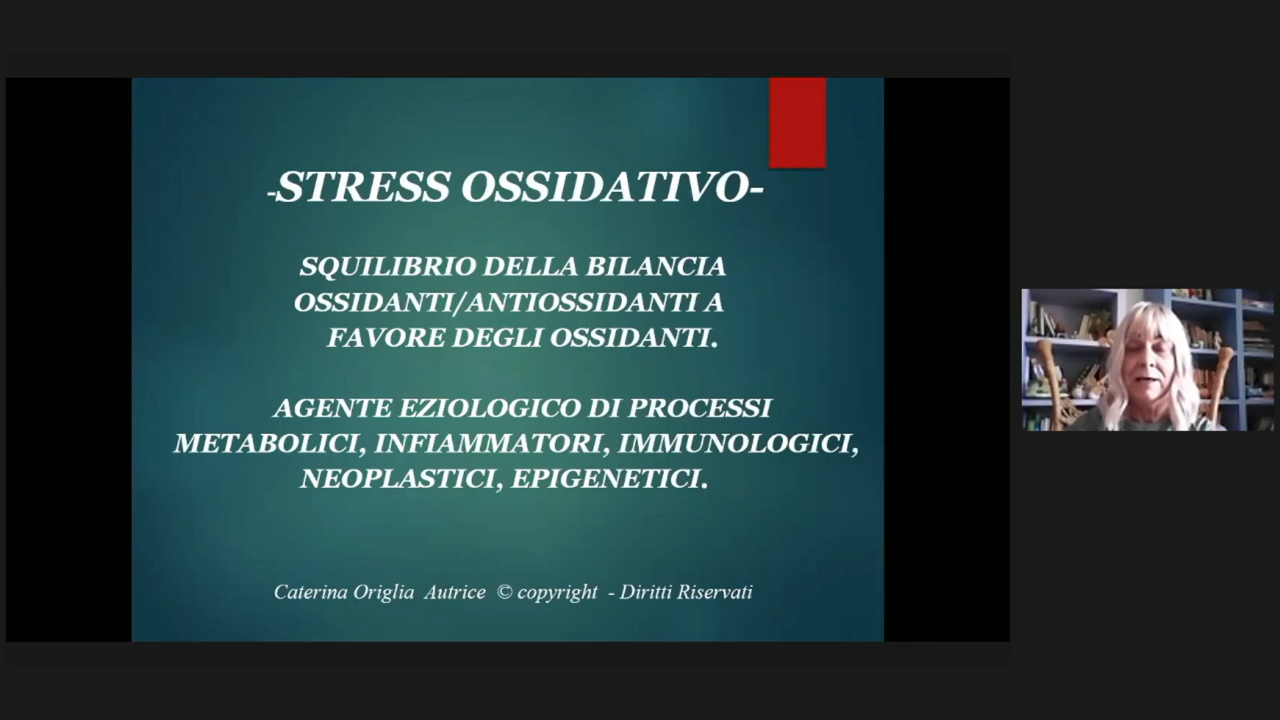 -STRESS OSSIDATIVO-
SQUILIBRIO DELLA BILANCIA
OSSIDANTI/ANTIOSSIDANTI A
FAVORE DEGLI OSSIDANTI.
AGENTE EZIOLOGICO DI PROCESSI
METABOLICI, INFIAMMATORI, IMMUNOLOGICI,
NEOPLASTICI, EPIGENETICI.
Caterina Origlia Autrice © copyright - Diritti Riservati